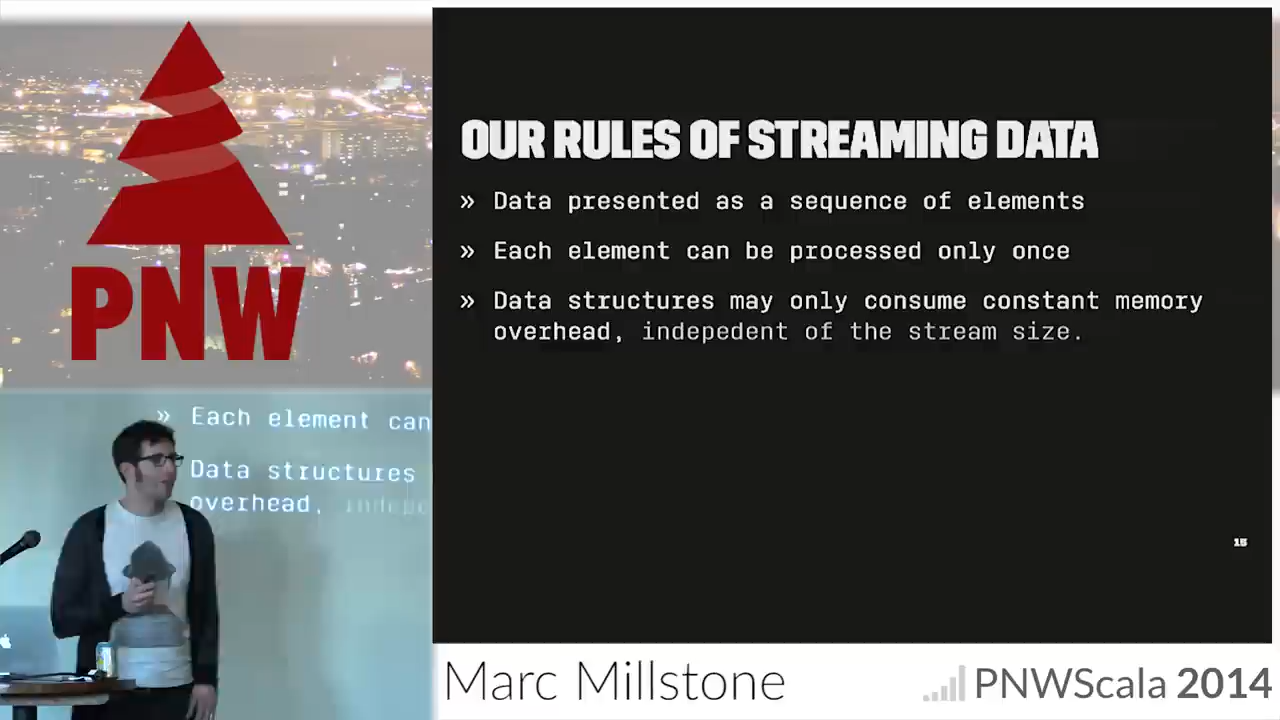 PNW
OUR RULES OF STREAMING DATA
» Data presented as a sequence of elements
» Each element can be processed only once
» Data structures may only consume constant memory
overhead, indepedent of the stream size.
15
» Each element can
Data structures
overhead, indepe
Marc Millstone
PNWScala 2014